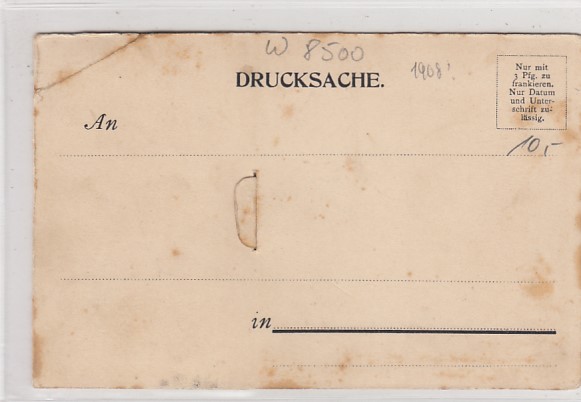 W 8500
1908!
DRUCKSACHE.
Nur mit
3 Pfg. zu
frankieren.
Nur Datum
und Unter-
schrift zu-
lässig.
An
10,-
in